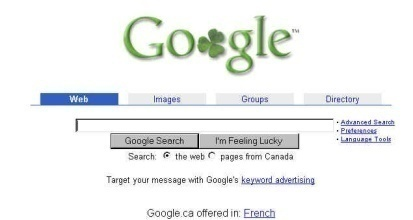 Google™
Web Images Groups Directory
Advanced Search
Preferences
Language Tools
Google Search I'm Feeling Lucky
Search: the web pages from Canada
Target your message with Google's keyword advertising
Google.ca offered in: French